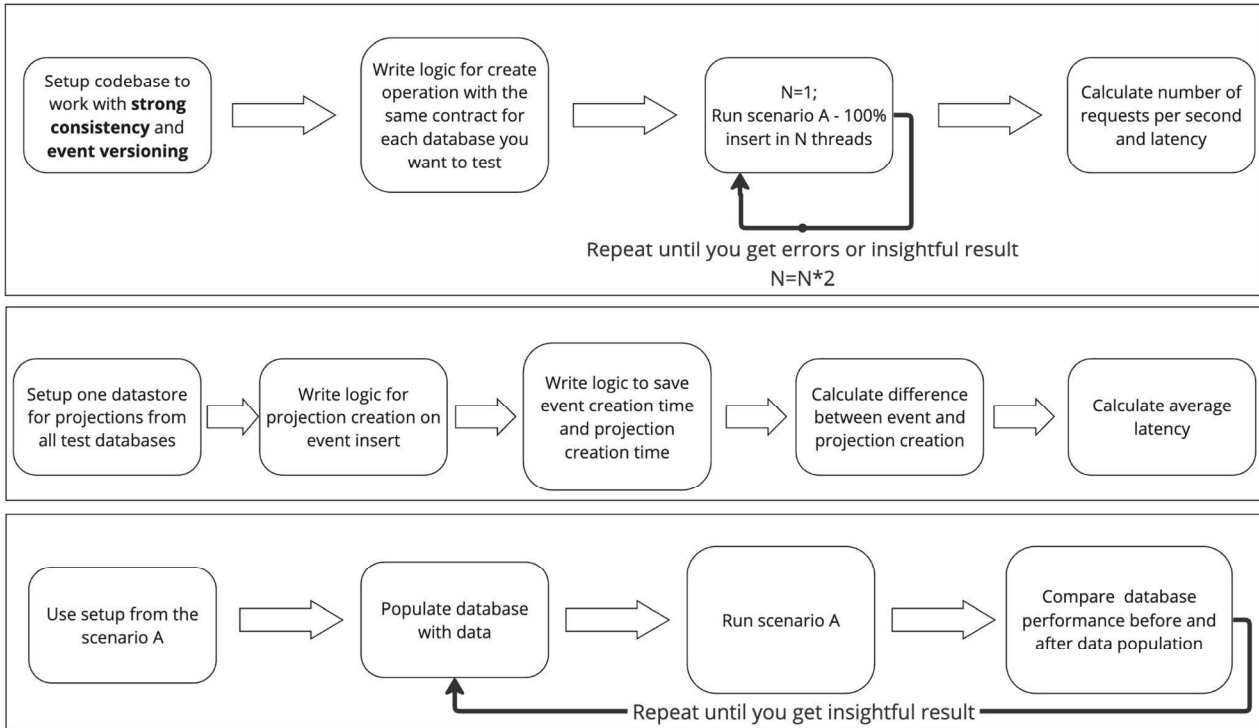 Setup codebase to
work with strong
consistency and
event versioning
Write logic for create
operation with the
same contract for
each database you
want to test
N=1;
Run scenario A - 100%
insert in N threads
Calculate number of
requests per second
and latency
Repeat until you get errors or insightful result
N=N*2
Setup one datastore
for projections from
all test databases
Write logic for
projection creation on
event insert
Write logic to save
event creation time
and projection
creation time
Calculate difference
between event and
projection creation
Calculate average
latency
Use setup from the
scenario A
Populate database
with data
Run scenario A
Compare database
performance before and
after data population
Repeat until you get insightful result